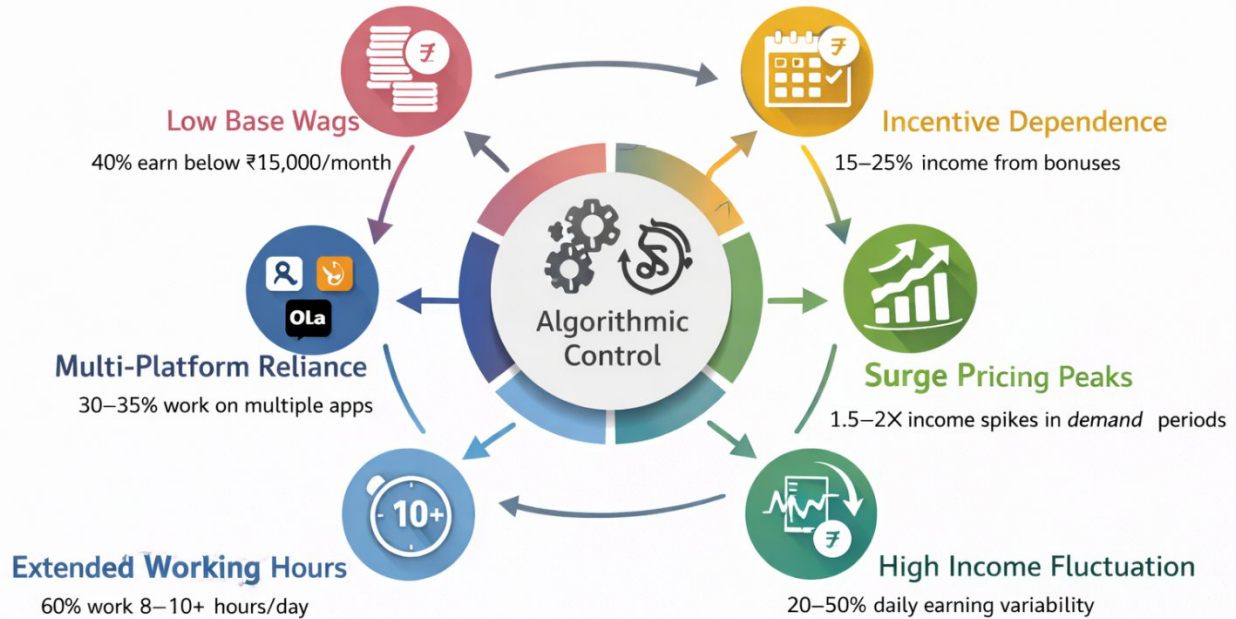 Low Base Wags
40% earn below ₹15,000/month
Incentive Dependence
15–25% income from bonuses
Algorithmic
Control
OLa
Multi-Platform Reliance
30–35% work on multiple apps
Surge Pricing Peaks
1.5–2X income spikes in demand periods
10+
Extended Working Hours
60% work 8–10+ hours/day
High Income Fluctuation
20–50% daily earning variability